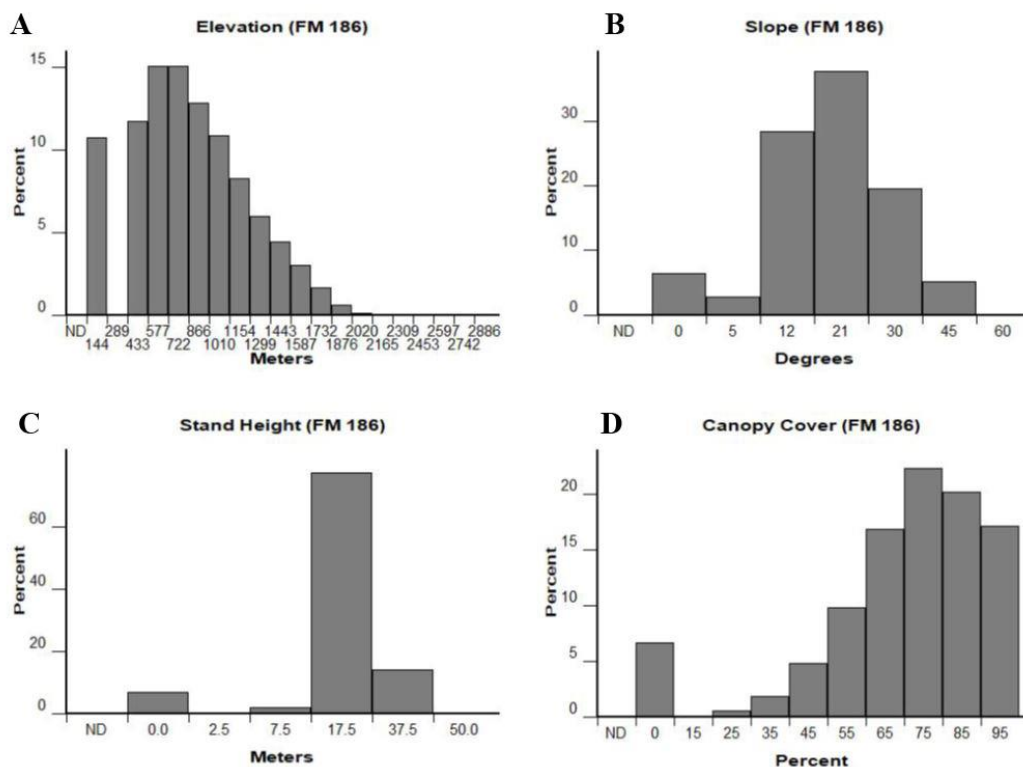 A
Elevation (FM 186)
Percent
15
10
5
0
ND 289 577 866 1154 1443 1732 2020 2309 2597 2886
144 433 722 1010 1299 1587 1876 2165 2453 2742
Meters
B
Slope (FM 186)
Percent
30
20
10
0
ND 0 5 12 21 30 45 60
Degrees
C
Stand Height (FM 186)
Percent
60
40
20
0
ND 0.0 2.5 7.5 17.5 37.5 50.0
Meters
D
Canopy Cover (FM 186)
Percent
20
15
10
5
0
ND 0 15 25 35 45 55 65 75 85 95
Percent